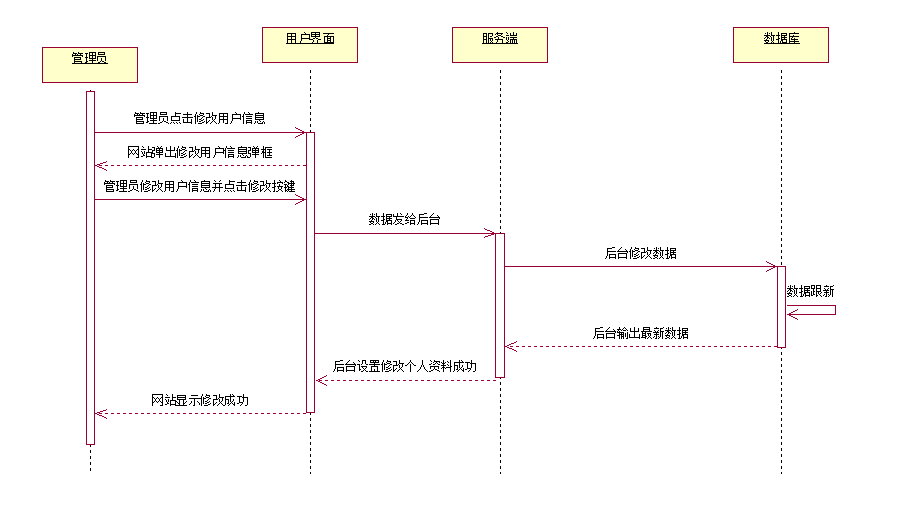 管理员
用户界面
服务端
数据库
管理员点击修改用户信息
网站弹出修改用户信息弹框
管理员修改用户信息并点击修改按键
数据发给后台
后台修改数据
数据跟新
后台输出最新数据
后台设置修改个人资料成功
网站显示修改成功